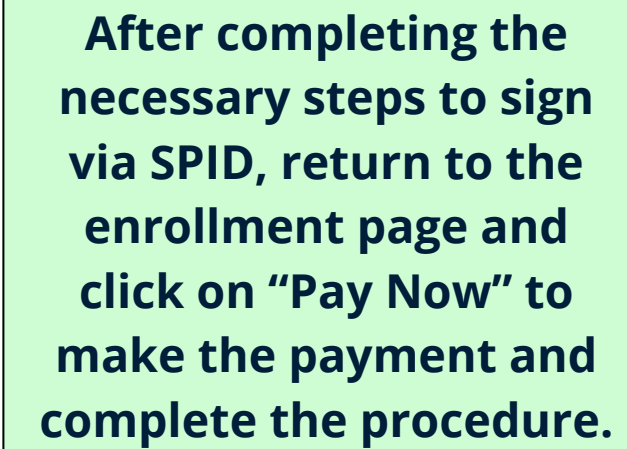 After completing the
necessary steps to sign
via SPID, return to the
enrollment page and
click on “Pay Now” to
make the payment and
complete the procedure.